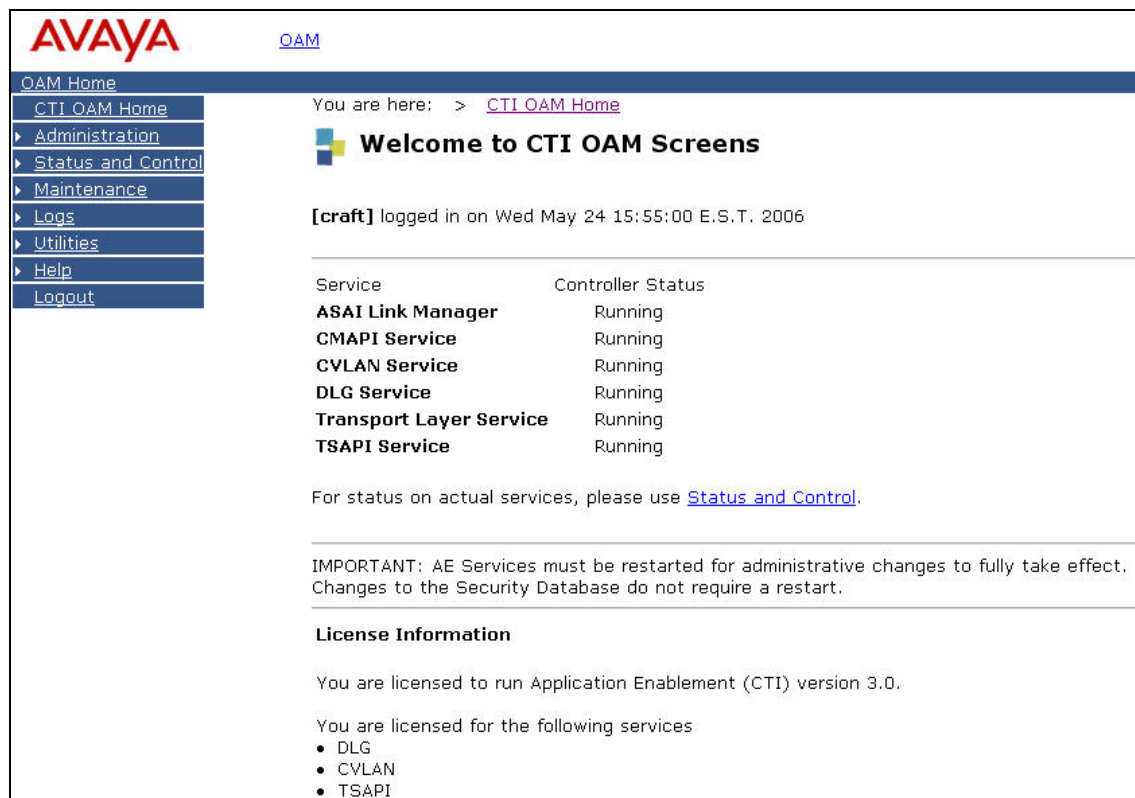 AVAYA
OAM
OAM Home
CTI OAM Home
Administration
Status and Control
Maintenance
Logs
Utilities
Help
Logout
You are here: > CTI OAM Home
Welcome to CTI OAM Screens
[craft] logged in on Wed May 24 15:55:00 E.S.T. 2006
Service Controller Status
ASAI Link Manager Running
CMAPI Service Running
CVLAN Service Running
DLG Service Running
Transport Layer Service Running
TSAPI Service Running
For status on actual services, please use Status and Control.
IMPORTANT: AE Services must be restarted for administrative changes to fully take effect.
Changes to the Security Database do not require a restart.
License Information
You are licensed to run Application Enablement (CTI) version 3.0.
You are licensed for the following services
• DLG
• CVLAN
• TSAPI